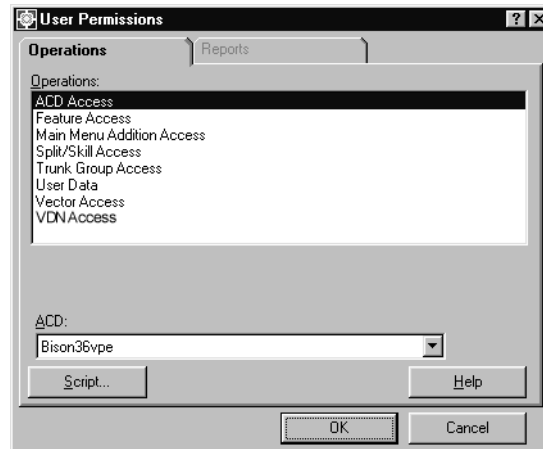 User Permissions
Operations
Reports
Operations:
ACD Access
Feature Access
Main Menu Addition Access
Split/Skill Access
Trunk Group Access
User Data
Vector Access
VDN Access
ACD:
Bison36vpe
Script...
Help
OK
Cancel